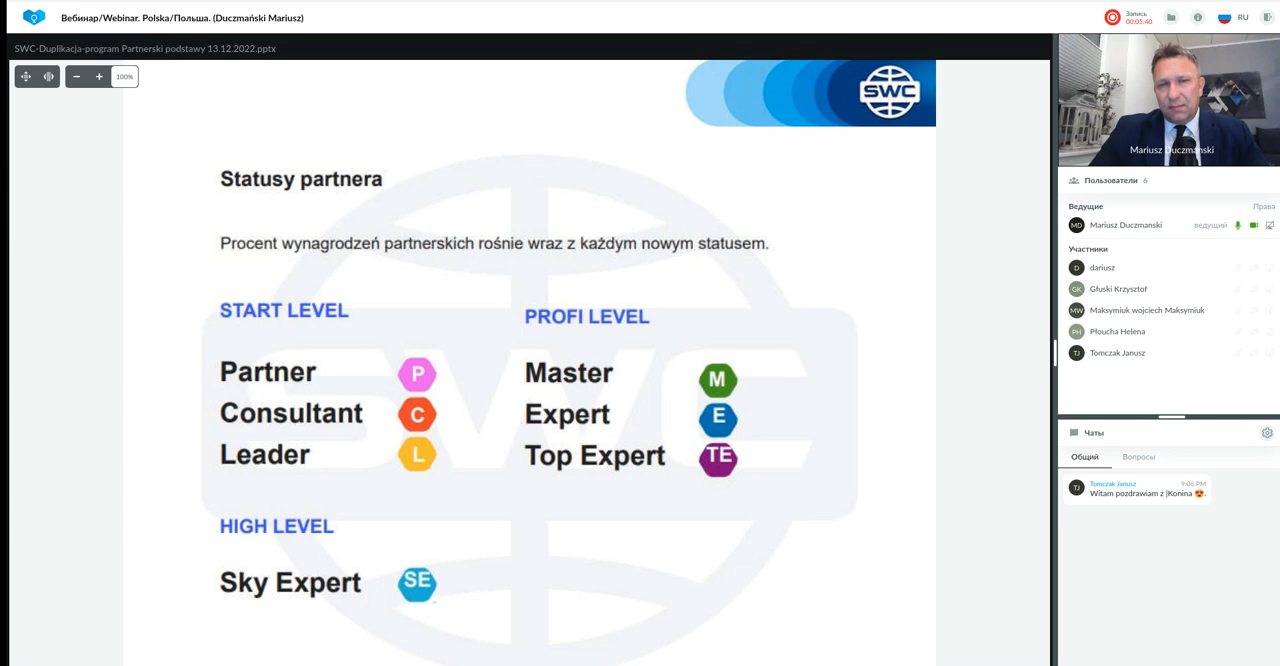 Вебинар/Webinar. Polska/Польша. (Duczmański Mariusz)
Запись
00:05:40
RU
SWC-Duplikacja-program Partnerski podstawy 13.12.2022.pptx
100%
SWC
Statusy partnera
Procent wynagrodzeń partnerskich rośnie wraz z każdym nowym statusem.
START LEVEL
Partner P
Consultant C
Leader L
PROFI LEVEL
Master M
Expert E
Top Expert TE
HIGH LEVEL
Sky Expert SE
SWC
Mariusz Duczmanski
Пользователи 6
Ведущие Права
MD Mariusz Duczmanski ведущий
Участники
D dariusz
GK Głuski Krzysztof
MW Maksymiuk wojciech Maksymiuk
PH Płoucha Helena
TJ Tomczak Janusz
Чаты
Общий Вопросы
TJ Tomczak Janusz 9:06 PM
Witam pozdrawiam z |Konina 😍.